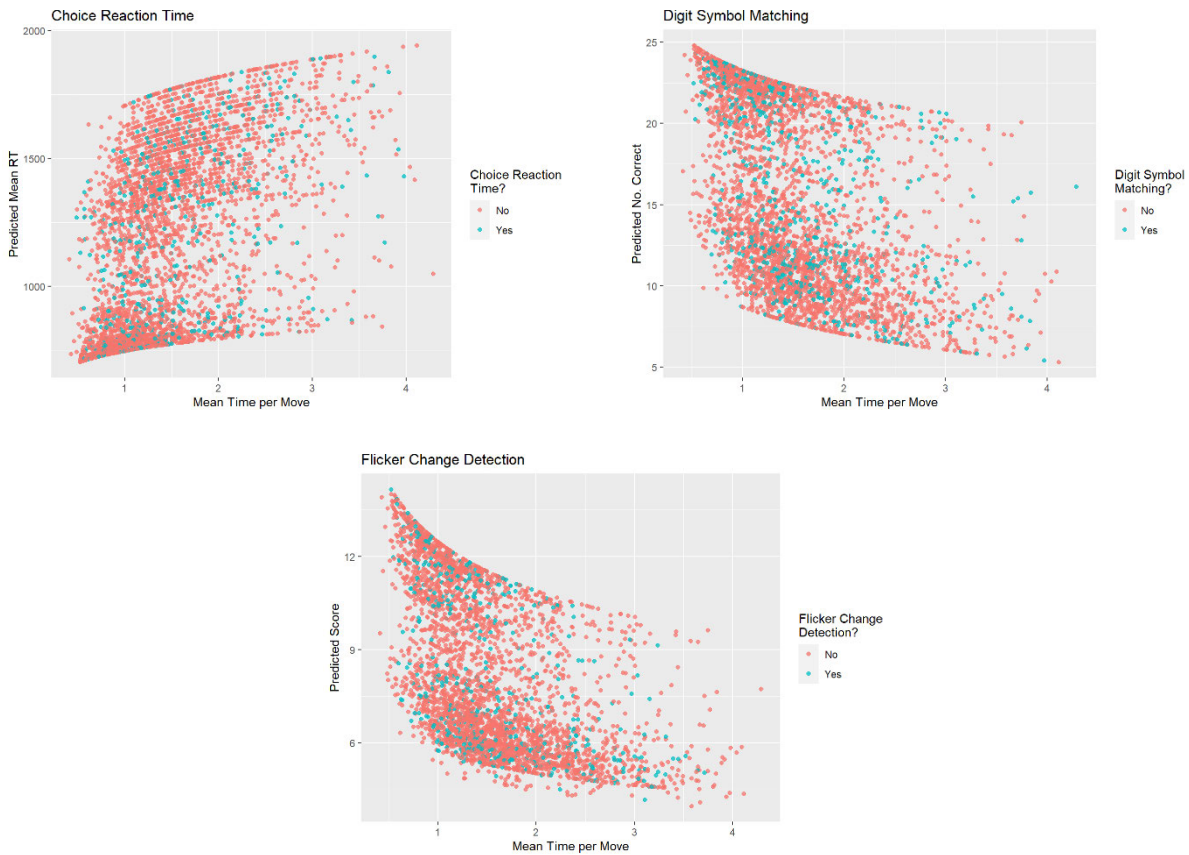 Choice Reaction Time
2000
1500
1000
Predicted Mean RT
1
2
3
4
Mean Time per Move
Choice Reaction
Time?
No
Yes
Digit Symbol Matching
25
20
15
10
5
Predicted No. Correct
1
2
3
4
Mean Time per Move
Digit Symbol
Matching?
No
Yes
Flicker Change Detection
12
9
6
Predicted Score
1
2
3
4
Mean Time per Move
Flicker Change
Detection?
No
Yes